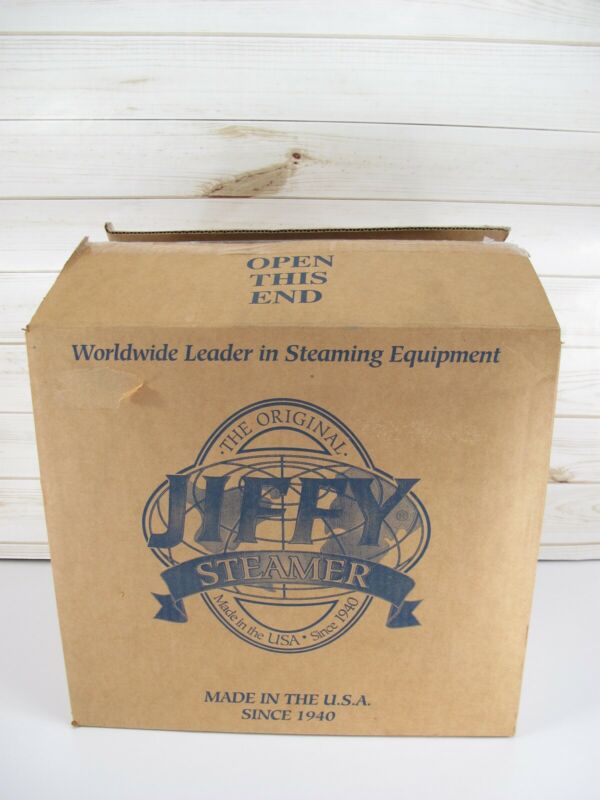 OPEN
THIS
END
Worldwide Leader in Steaming Equipment
·THE ORIGINAL·
JIFFY®
STEAMER
Made in the USA • Since 1940
MADE IN THE U.S.A.
SINCE 1940